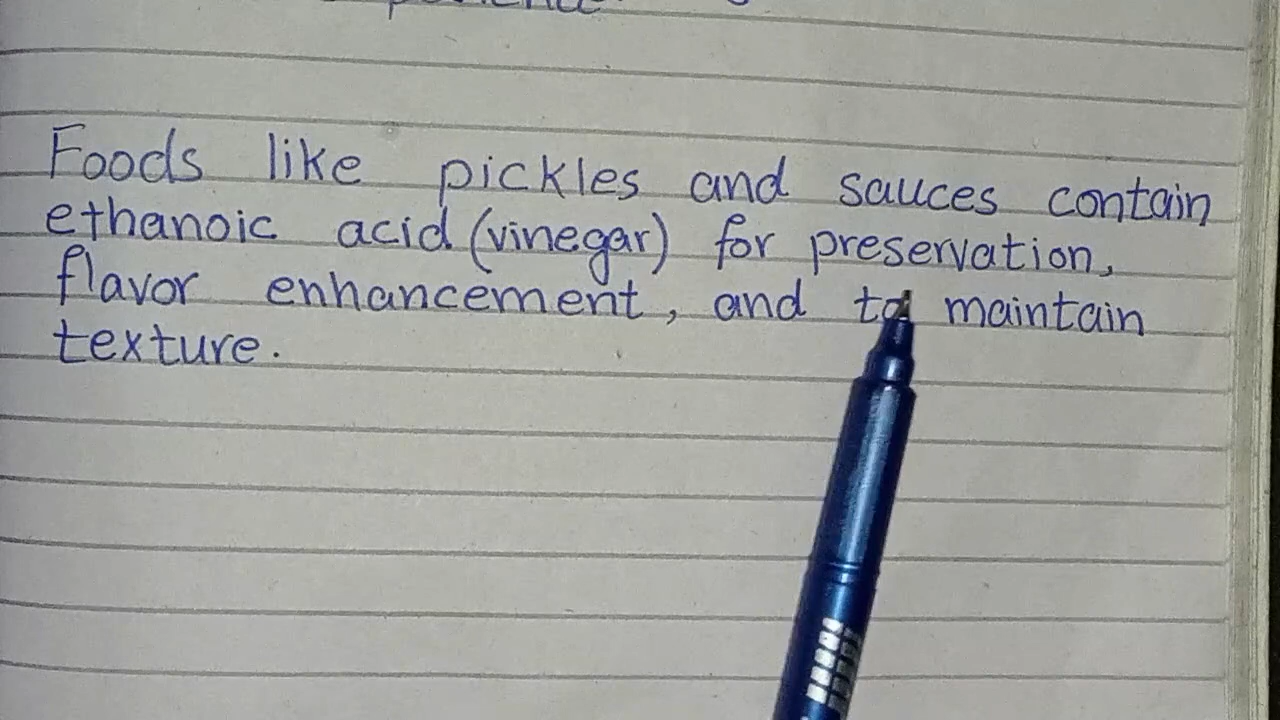 Foods like pickles and sauces contain
ethanoic acid (vinegar) for preservation,
flavor enhancement, and to maintain
texture.